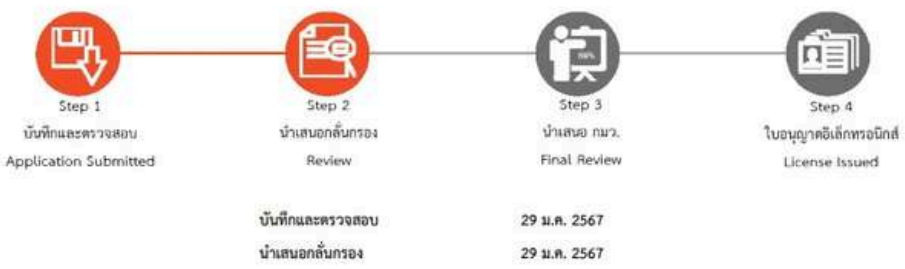 Step 1
บันทึกและตรวจสอบ
Application Submitted
Step 2
นำเสนอกลั่นกรอง
Review
Step 3
นำเสนอ กมว.
Final Review
Step 4
ใบอนุญาตอิเล็กทรอนิกส์
License Issued
บันทึกและตรวจสอบ 29 ม.ค. 2567
นำเสนอกลั่นกรอง 29 ม.ค. 2567